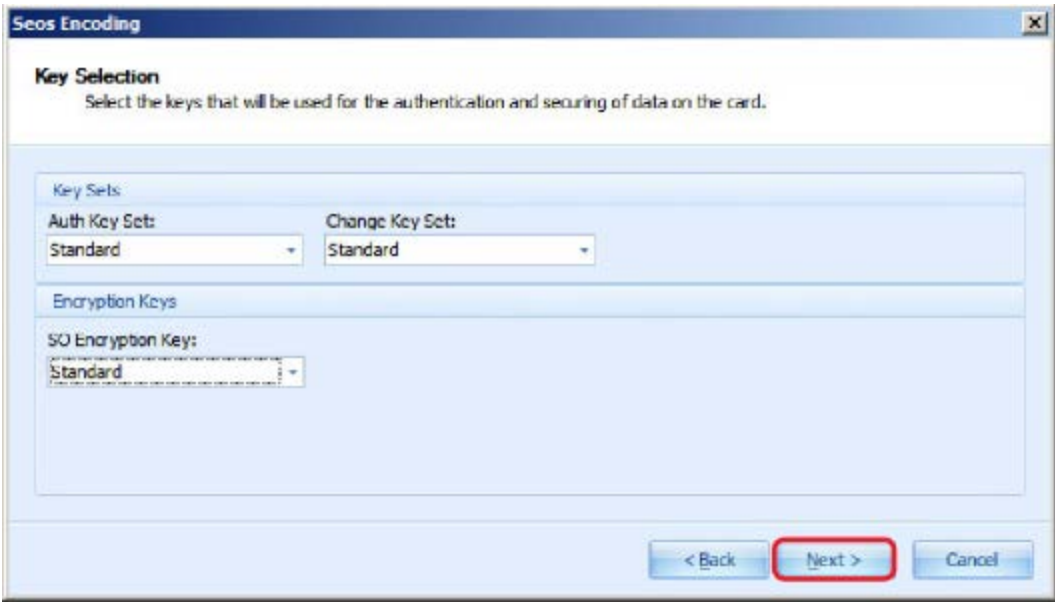 Seos Encoding
Key Selection
Select the keys that will be used for the authentication and securing of data on the card.
Key Sets
Auth Key Set: Change Key Set:
Standard Standard
Encryption Keys
SO Encryption Key:
Standard
< Back Next > Cancel